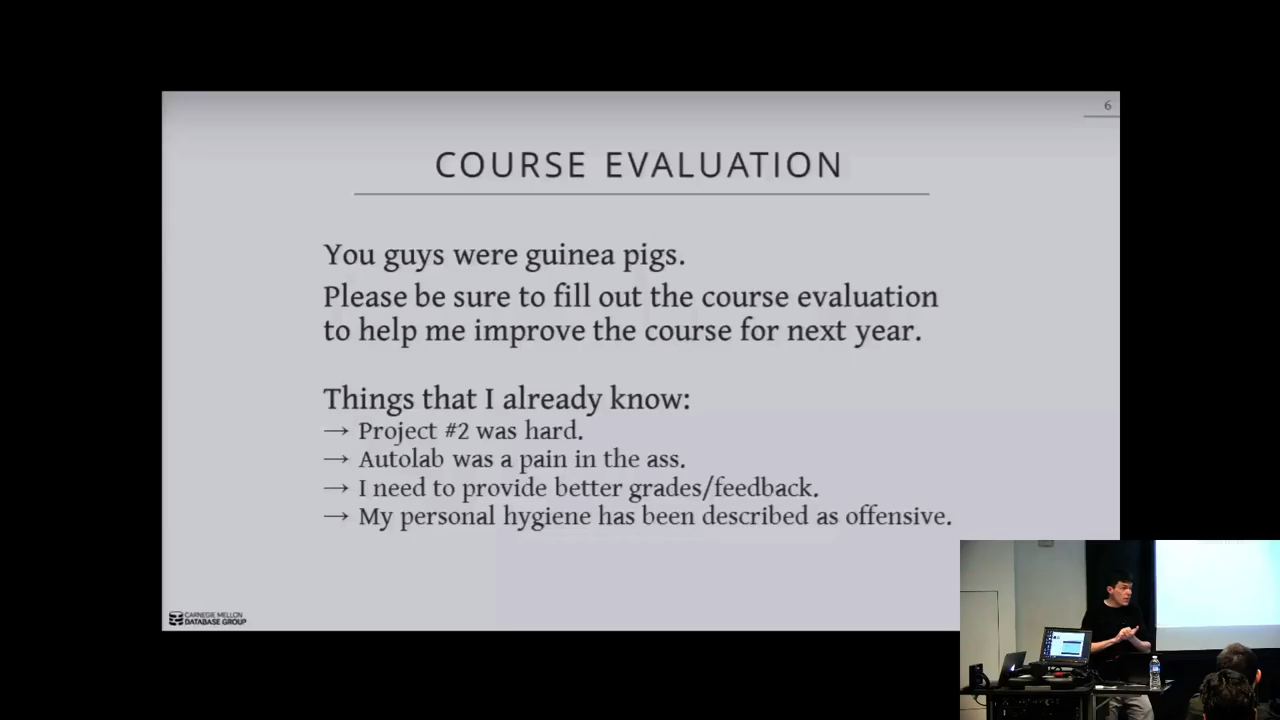 6
COURSE EVALUATION
You guys were guinea pigs.
Please be sure to fill out the course evaluation
to help me improve the course for next year.
Things that I already know:
→ Project #2 was hard.
→ Autolab was a pain in the ass.
→ I need to provide better grades/feedback.
→ My personal hygiene has been described as offensive.
CARNEGIE MELLON
DATABASE GROUP